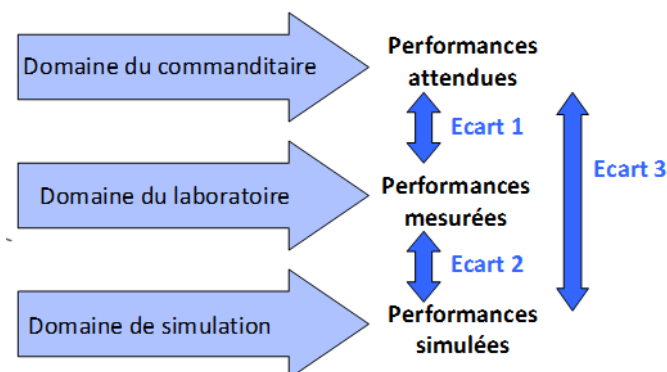 Domaine du commanditaire
Performances
attendues
Ecart 1
Ecart 3
Domaine du laboratoire
Performances
mesurées
Ecart 2
Domaine de simulation
Performances
simulées